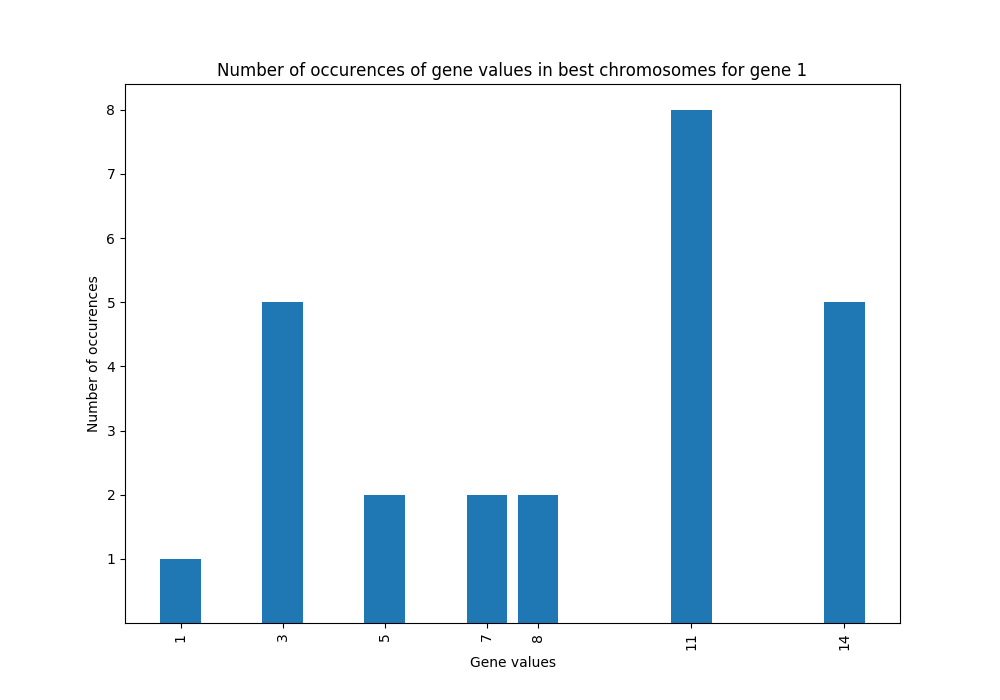 Number of occurences of gene values in best chromosomes for gene 1
8
7
6
5
4
3
2
1
Number of occurences
1 3 5 7 8 11 14
Gene values